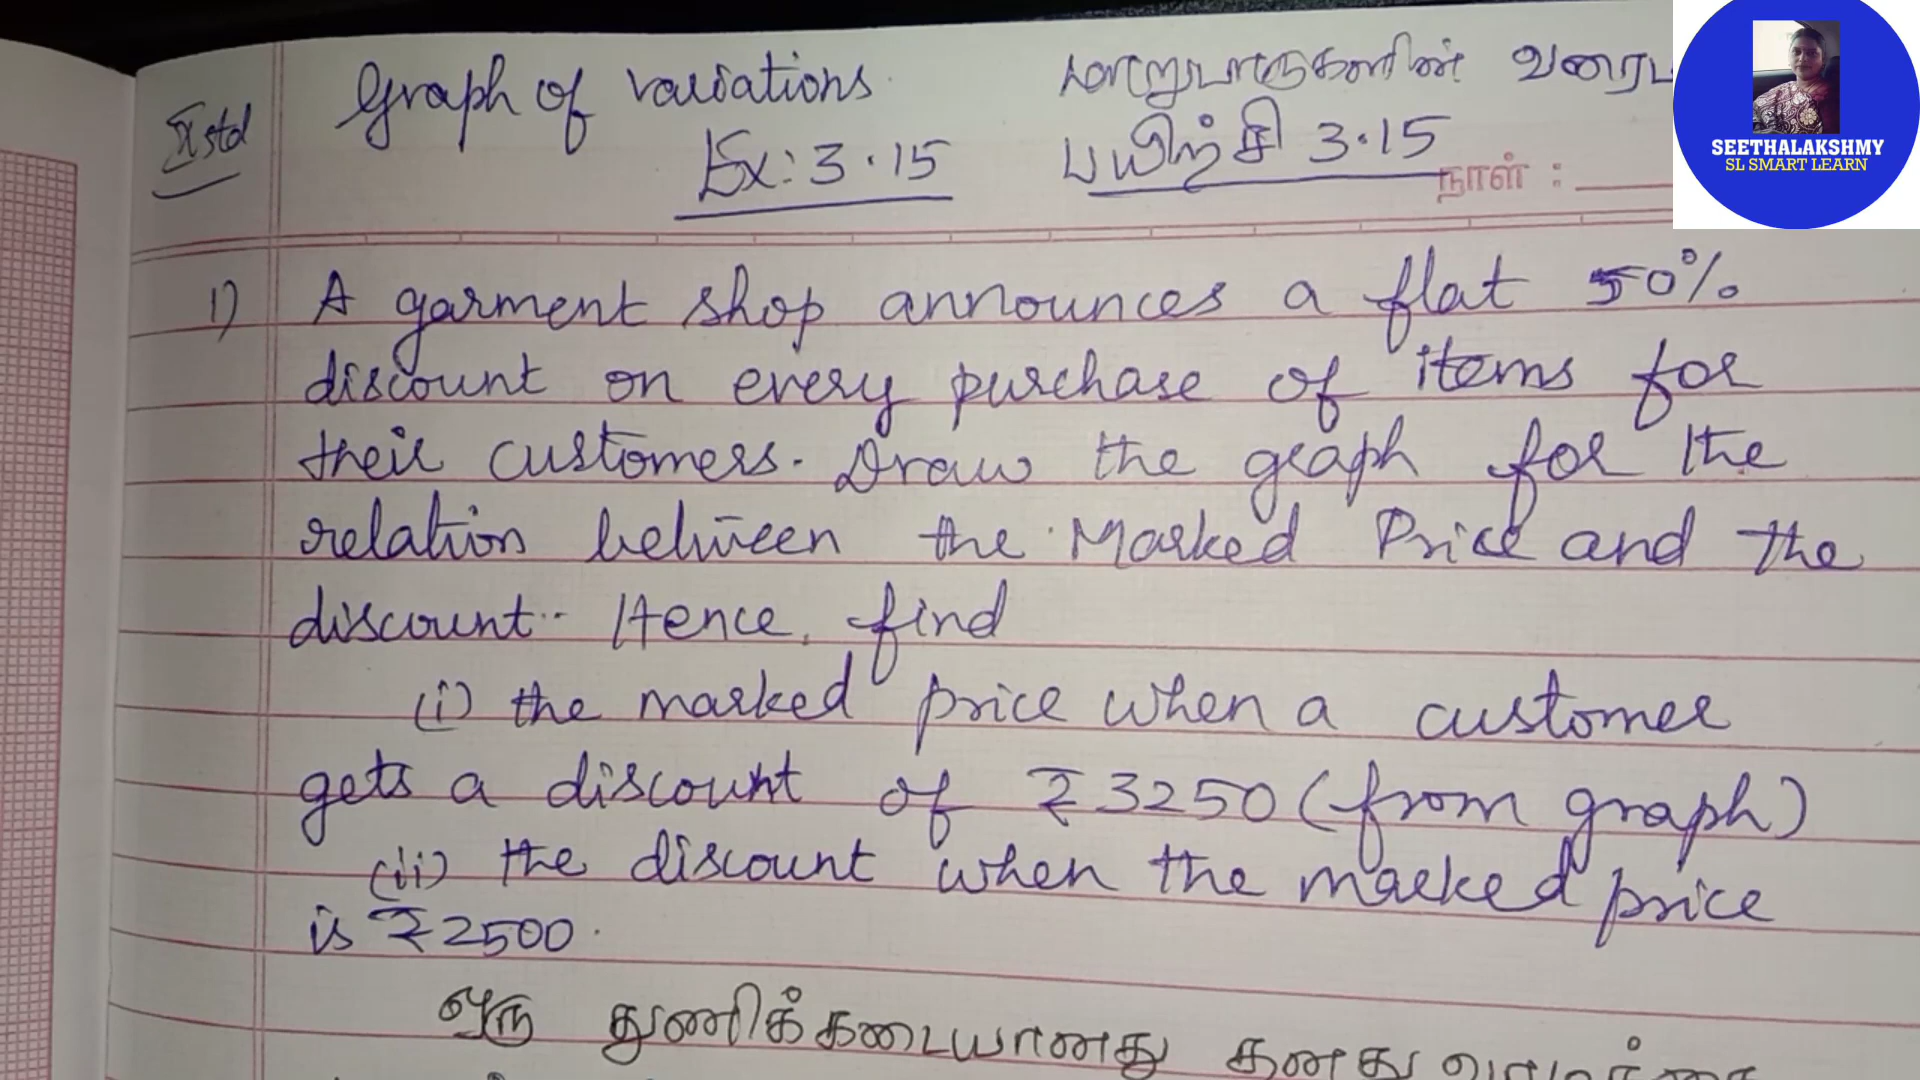 X std
Graph of variations
மாறுபாடுகளின்
Ex: 3.15
பயிற்சி 3.15
நாள் :
SEETHALAKSHMY
SL SMART LEARN
1) A garment shop announces a flat 50%
discount on every purchase of items for
their customers. Draw the graph for the
relation between the Marked Price and the
discount. Hence, find
(i) the marked price when a customer
gets a discount of ₹3250 (from graph)
(ii) the discount when the marked price
is ₹2500.
ஒரு துணிக்கடையானது தனது